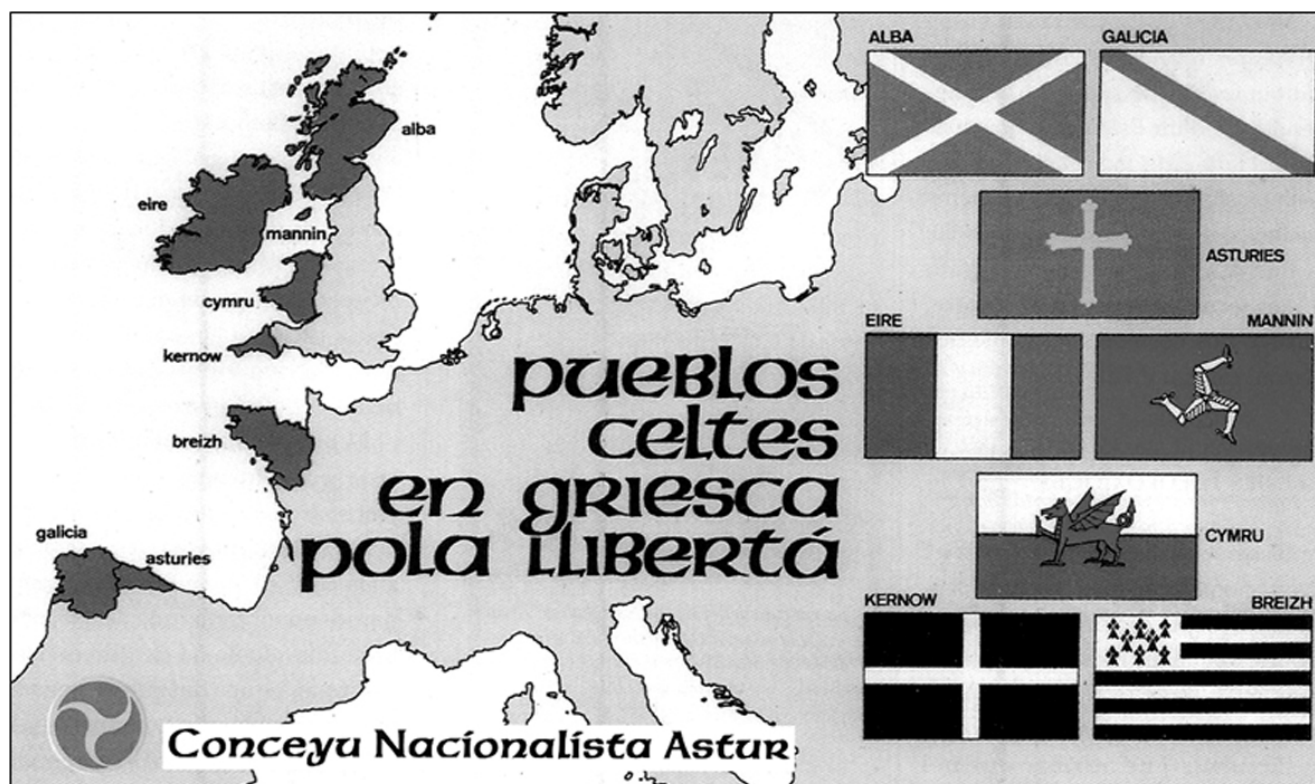 alba
eire
mannin
cymru
kernow
breizh
galicia
asturies
pueblos
celtes
en griesca
pola lliberтá
Conceyu Nacionalista Astur
ALBA
GALICIA
ASTURIES
EIRE
MANNIN
CYMRU
KERNOW
BREIZH